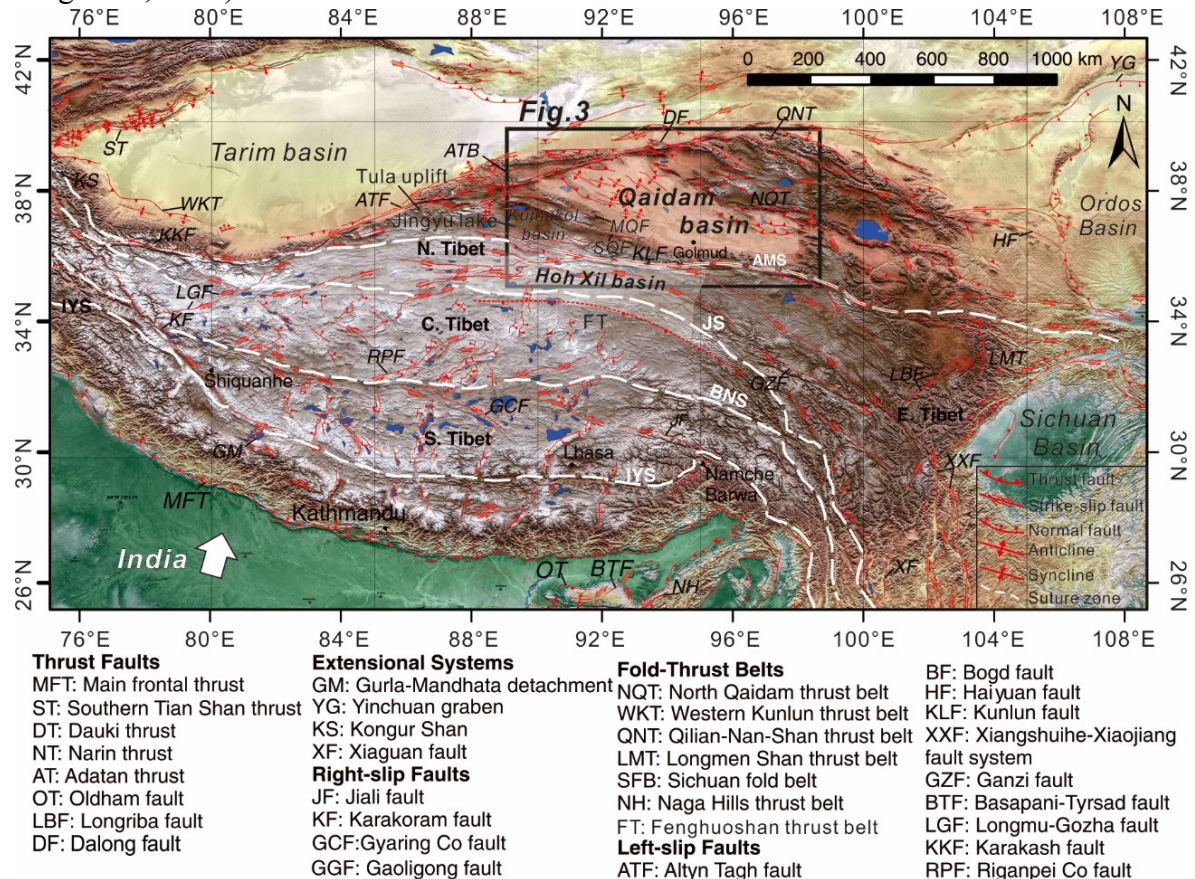 76°E 80°E 84°E 88°E 92°E 96°E 100°E 104°E 108°E
42°N
38°N
34°N
30°N
26°N
42°N
38°N
34°N
30°N
26°N
0 200 400 600 800 1000 km
YG
N
Fig.3
DF
QNT
ST
Tarim basin
ATB
Tula uplift
KS
WKT
ATF
Jingyu lake
Kumukol
basin
Qaidam
basin
NQT
Ordos
Basin
KKF
MQF
SQF
KLF
Golmud
HF
N. Tibet
AMS
Hoh Xil basin
IYS
LGF
KF
C. Tibet
FT
JS
RPF
GZF
LBF
LMT
Shiquanhe
BNS
GCF
E. Tibet
Sichuan
Basin
S. Tibet
JF
GM
Lhasa
XXF
IYS
Namche
Barwa
MFT
Kathmandu
India
OT
BTF
NH
XF
Thrust fault
Strike-slip fault
Normal fault
Anticline
Syncline
Suture zone
76°E 80°E 84°E 88°E 92°E 96°E 100°E 104°E 108°E
Thrust Faults
MFT: Main frontal thrust
ST: Southern Tian Shan thrust
DT: Dauki thrust
NT: Narin thrust
AT: Adatan thrust
OT: Oldham fault
LBF: Longriba fault
DF: Dalong fault
Extensional Systems
GM: Gurla-Mandhata detachment
YG: Yinchuan graben
KS: Kongur Shan
XF: Xiaguan fault
Right-slip Faults
JF: Jiali fault
KF: Karakoram fault
GCF:Gyaring Co fault
GGF: Gaoligong fault
Fold-Thrust Belts
NQT: North Qaidam thrust belt
WKT: Western Kunlun thrust belt
QNT: Qilian-Nan-Shan thrust belt
LMT: Longmen Shan thrust belt
SFB: Sichuan fold belt
NH: Naga Hills thrust belt
FT: Fenghuoshan thrust belt
Left-slip Faults
ATF: Altyn Tagh fault
BF: Bogd fault
HF: Haiyuan fault
KLF: Kunlun fault
XXF: Xiangshuihe-Xiaojiang
fault system
GZF: Ganzi fault
BTF: Basapani-Tyrsad fault
LGF: Longmu-Gozha fault
KKF: Karakash fault
RPF: Riganpei Co fault